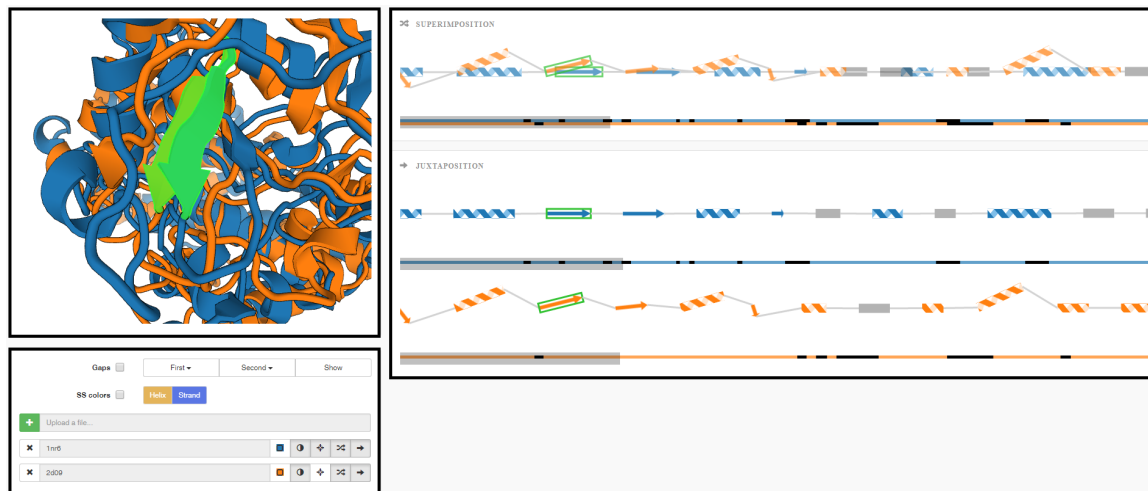 SUPERIMPOSITION
JUXTAPOSITION
Gaps First Second Show
SS colors Helix Strand
Upload a file...
1nr6
2d09